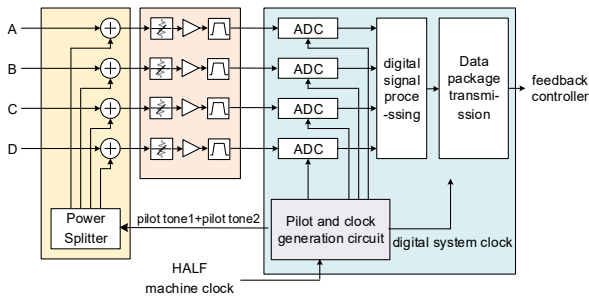 A
B
C
D
ADC
ADC
ADC
ADC
digital
signal
proce
-ssing
Data
package
transmi-
ssion
feedback
controller
Power
Splitter
pilot tone1+pilot tone2
Pilot and clock
generation circuit
digital system clock
HALF
machine clock